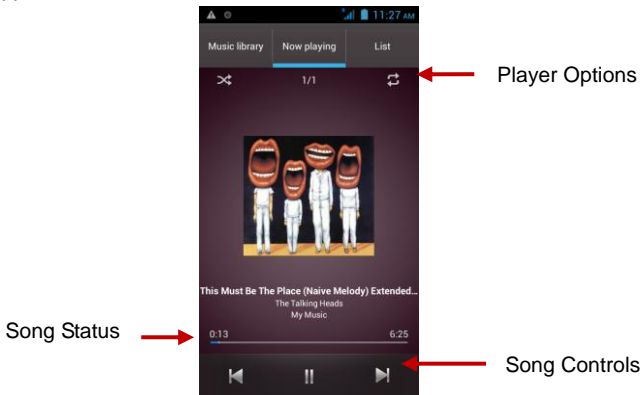 11:27 AM
Music library Now playing List
1/1
Player Options
This Must Be The Place (Naive Melody) Extended...
The Talking Heads
My Music
Song Status
0:13 6:25
Song Controls